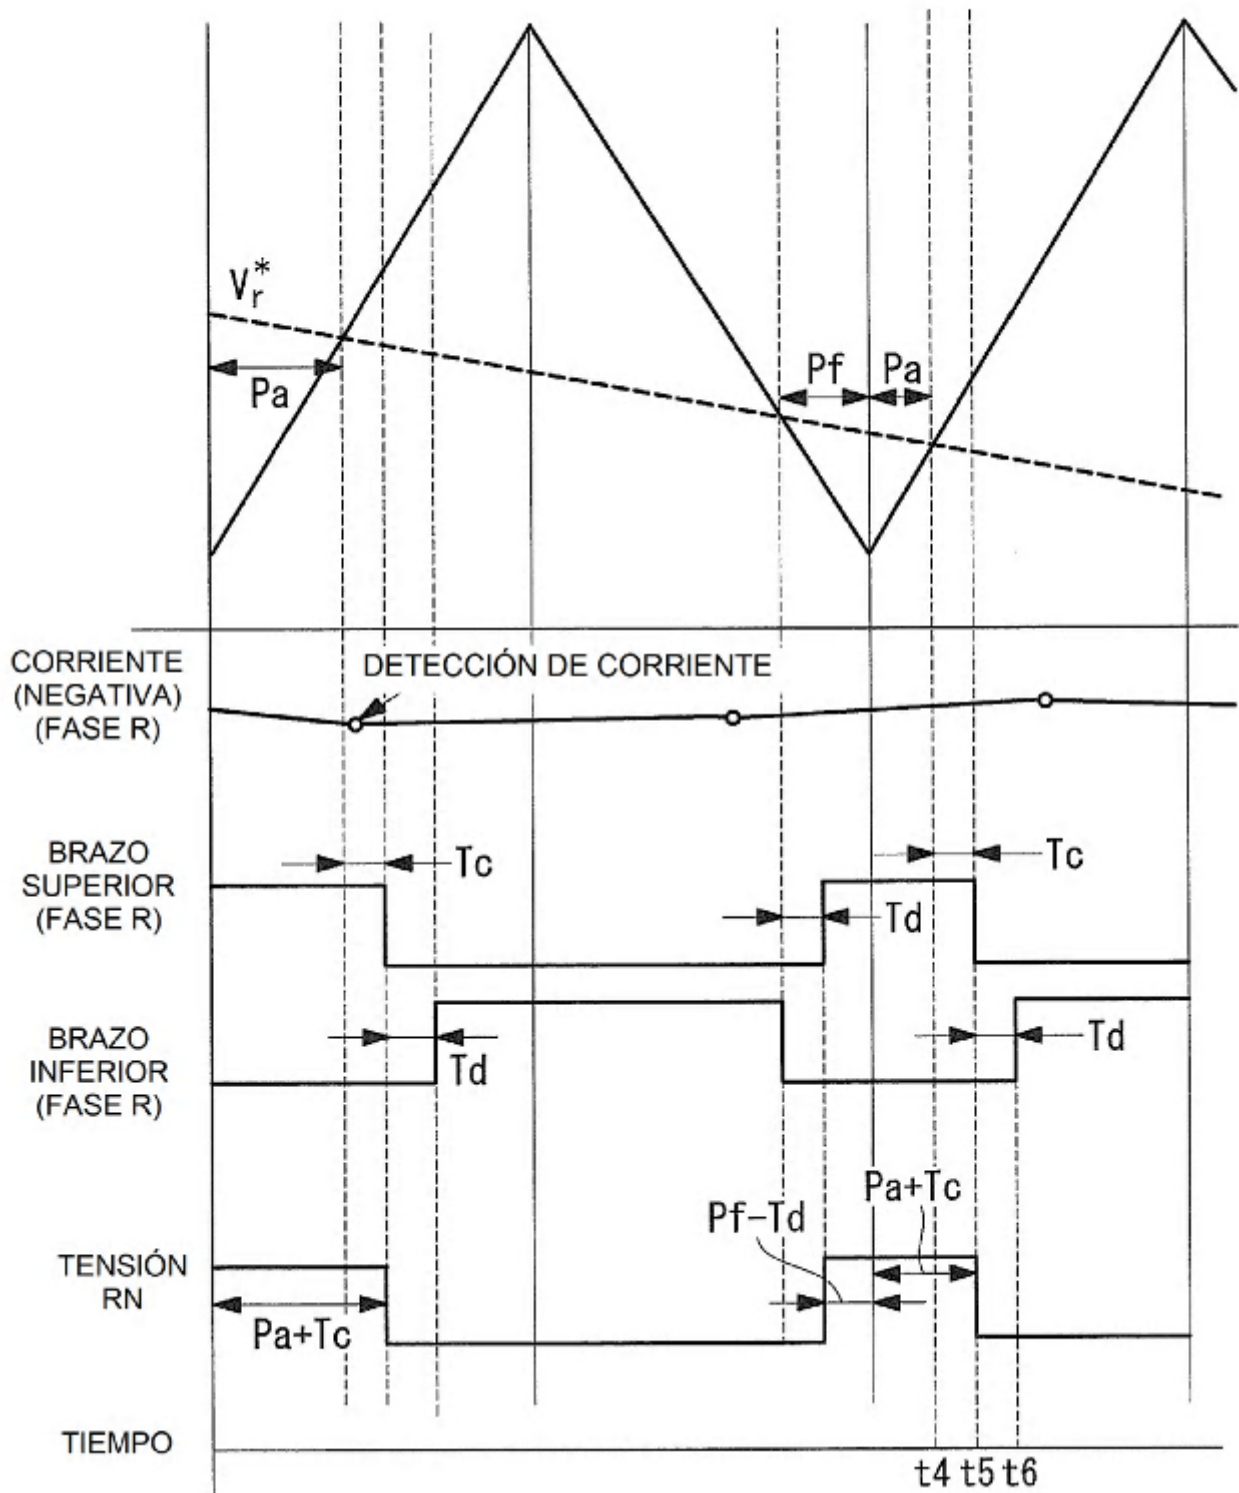 Vr*
Pa
Pf
Pa
CORRIENTE
(NEGATIVA)
(FASE R)
DETECCIÓN DE CORRIENTE
BRAZO
SUPERIOR
(FASE R)
Tc
Tc
Td
BRAZO
INFERIOR
(FASE R)
Td
Td
Pa+Tc
Pf-Td
TENSIÓN
RN
Pa+Tc
TIEMPO
t4 t5 t6